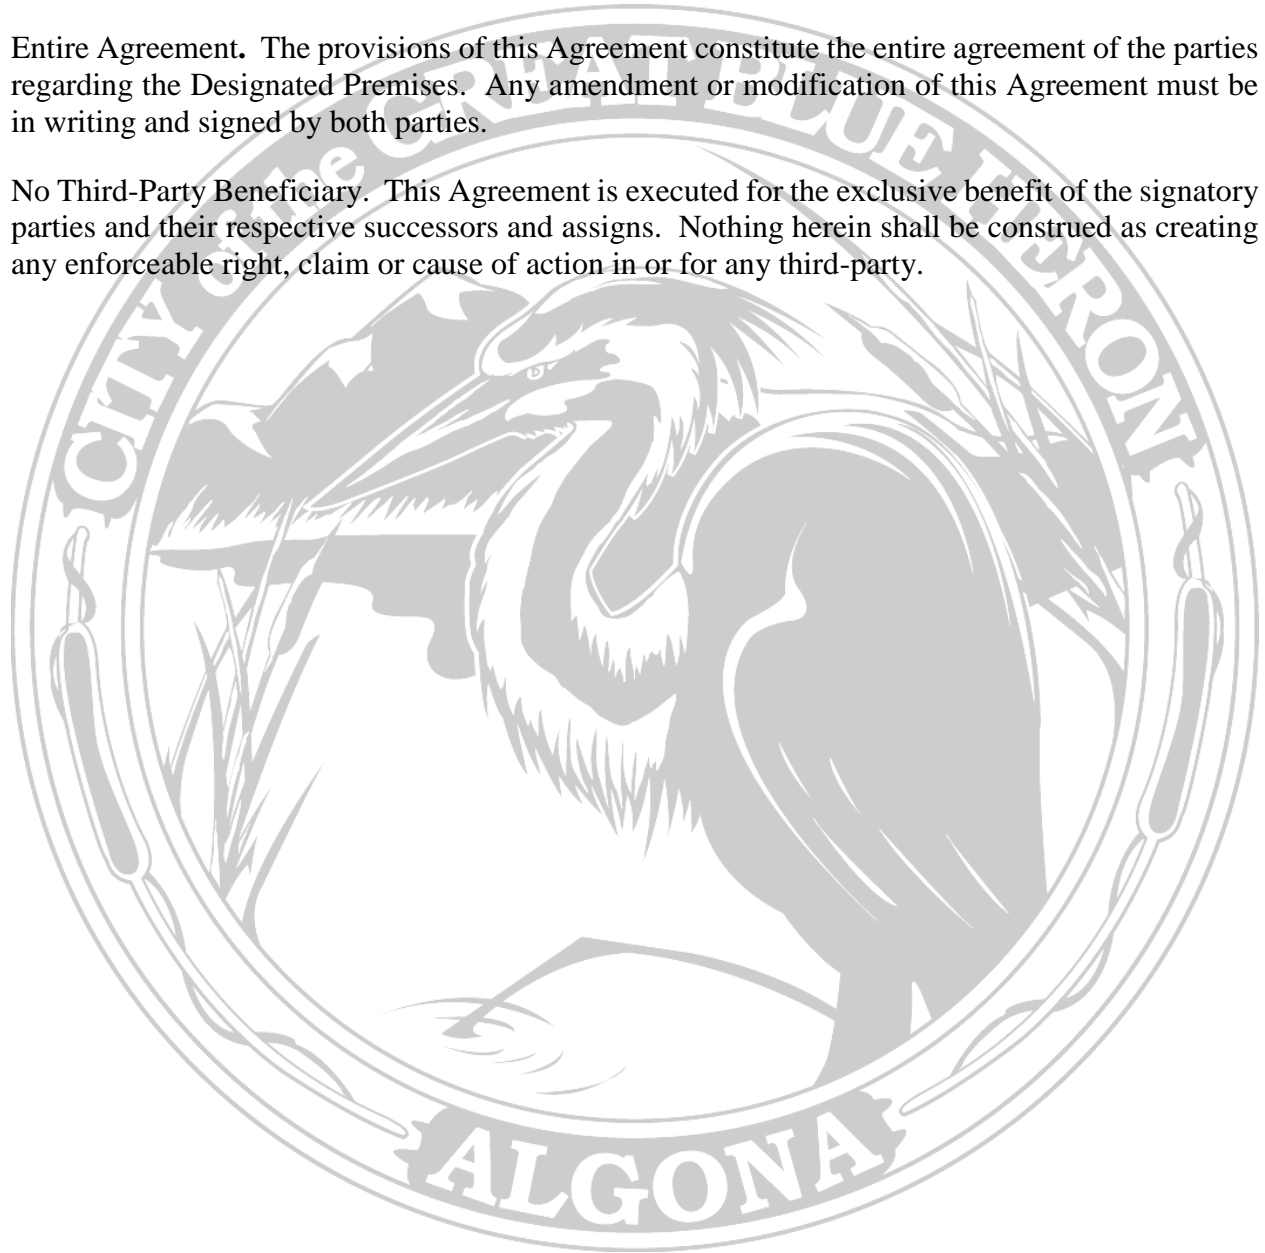 Entire Agreement.  The provisions of this Agreement constitute the entire agreement of the parties
regarding the Designated Premises.  Any amendment or modification of this Agreement must be
in writing and signed by both parties.
No Third-Party Beneficiary.  This Agreement is executed for the exclusive benefit of the signatory
parties and their respective successors and assigns.  Nothing herein shall be construed as creating
any enforceable right, claim or cause of action in or for any third-party.
CITY of the GREAT BLUE HERON
ALGONA